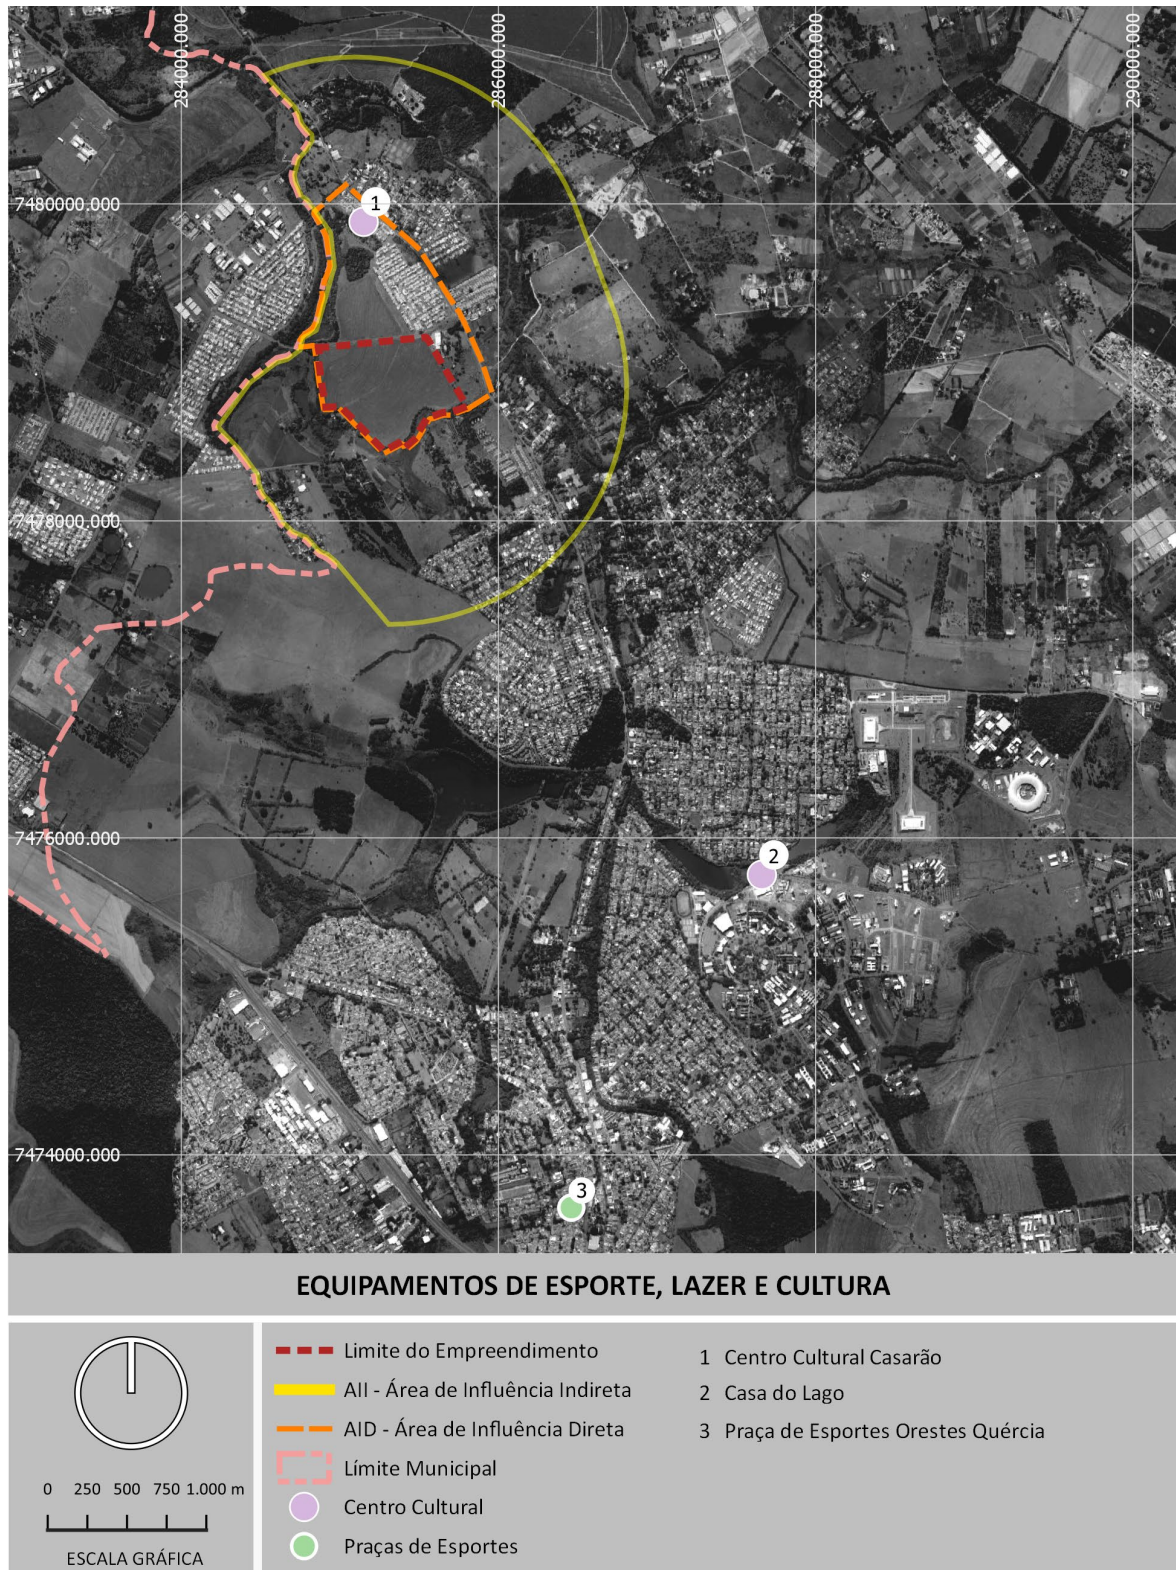 284000.000
286000.000
288000.000
290000.000
7480000.000
1
7478000.000
7476000.000
2
7474000.000
3
EQUIPAMENTOS DE ESPORTE, LAZER E CULTURA
Limite do Empreendimento
AII - Área de Influência Indireta
AID - Área de Influência Direta
Límite Municipal
Centro Cultural
Praças de Esportes
1 Centro Cultural Casarão
2 Casa do Lago
3 Praça de Esportes Orestes Quércia
0 250 500 750 1.000 m
ESCALA GRÁFICA